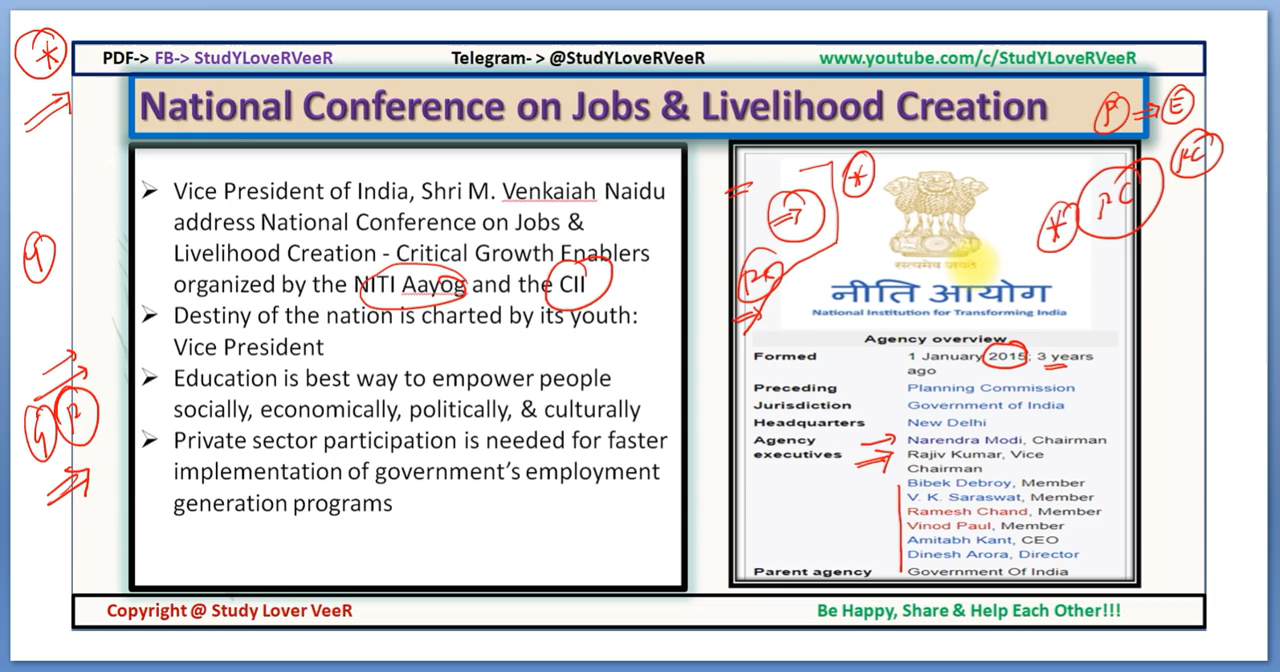 PDF-> FB-> StudYLoveRVeeR
Telegram- > @StudYLoveRVeeR
www.youtube.com/c/StudYLoveRVeeR
National Conference on Jobs & Livelihood Creation
P E
PC
PC
➢ Vice President of India, Shri M. Venkaiah Naidu
address National Conference on Jobs &
Livelihood Creation - Critical Growth Enablers
organized by the NITI Aayog and the CII
➢ Destiny of the nation is charted by its youth:
Vice President
➢ Education is best way to empower people
socially, economically, politically, & culturally
➢ Private sector participation is needed for faster
implementation of government's employment
generation programs
सत्यमेव जयते
नीति आयोग
National Institution for Transforming India
Agency overview
Formed 1 January 2015; 3 years
ago
Preceding Planning Commission
Jurisdiction Government of India
Headquarters New Delhi
Agency Narendra Modi, Chairman
executives Rajiv Kumar, Vice
Chairman
Bibek Debroy, Member
V. K. Saraswat, Member
Ramesh Chand, Member
Vinod Paul, Member
Amitabh Kant, CEO
Dinesh Arora, Director
Parent agency Government Of India
Copyright @ Study Lover VeeR
Be Happy, Share & Help Each Other!!!